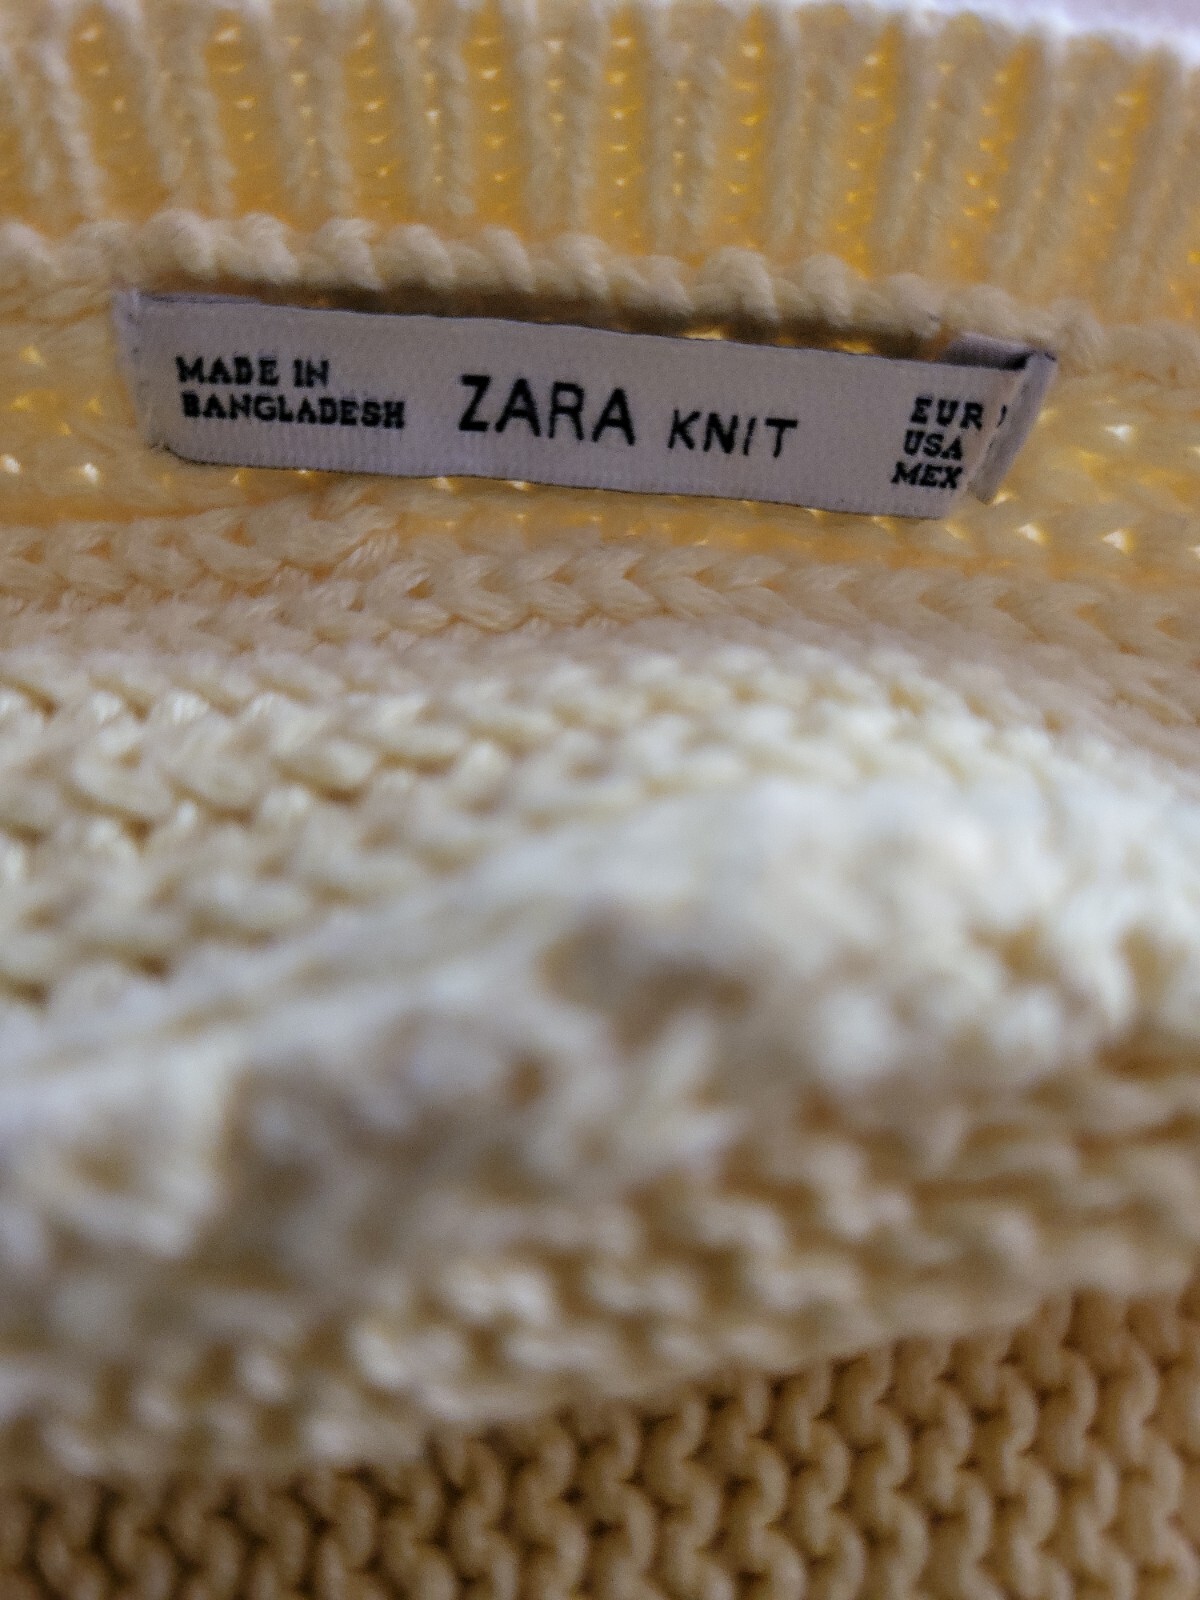 MADE IN
BANGLADESH
ZARA KNIT
EUR
USA
MEX